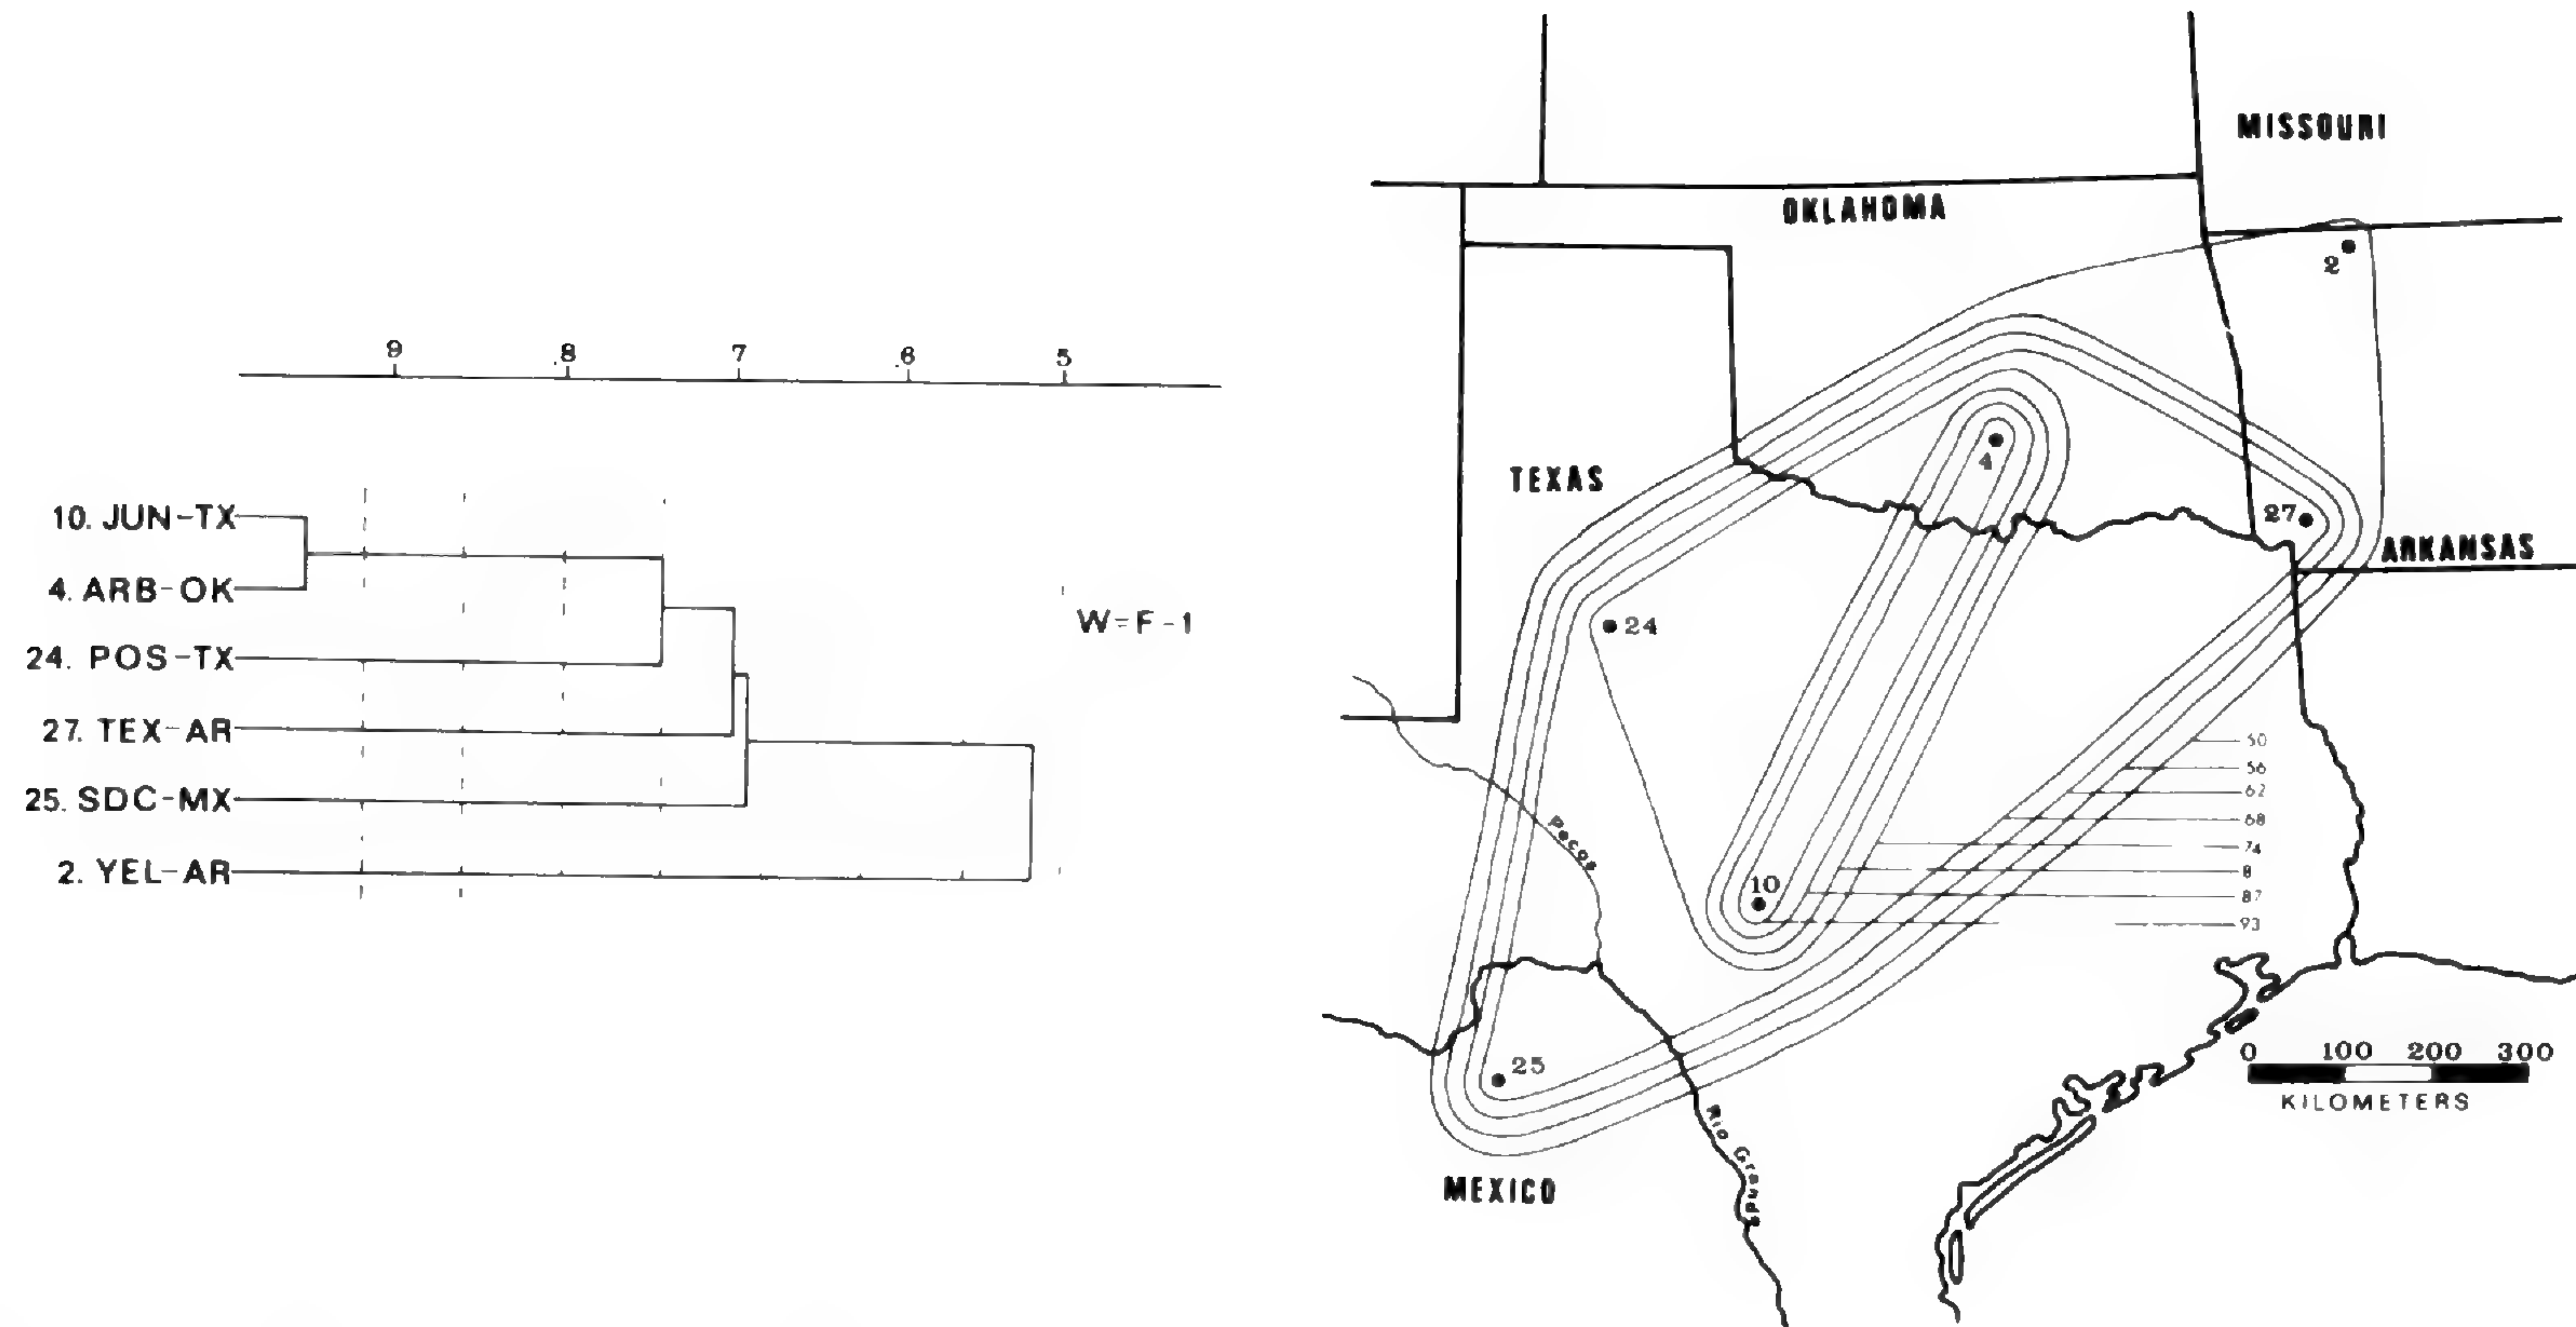 9 .8 7 .6 5
10. JUN-TX
4. ARB-OK
24. POS-TX
27. TEX-AR
25. SDC-MX
2. YEL-AR
W=F-1
MISSOURI
OKLAHOMA
2
4
TEXAS
27
ARKANSAS
24
50
56
62
68
74
8
87
93
Pecos
10
25
0 100 200 300
KILOMETERS
MEXICO
Rio Grande